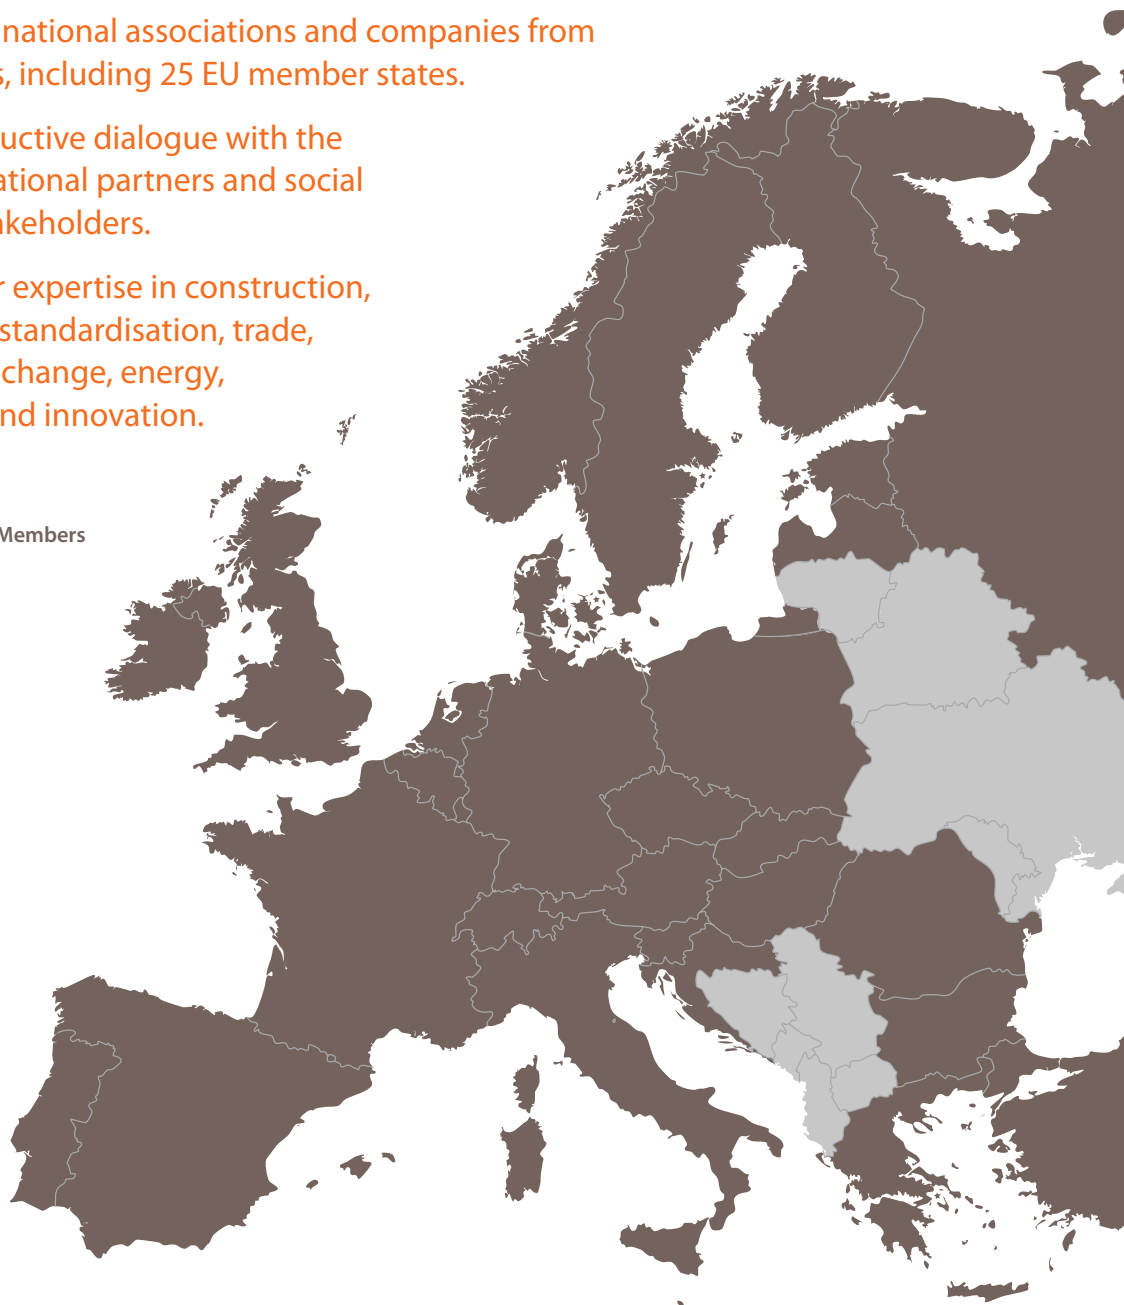 national associations and companies from
s, including 25 EU member states.
uctive dialogue with the
ational partners and social
akeholders.
r expertise in construction,
standardisation, trade,
change, energy,
nd innovation.
Members